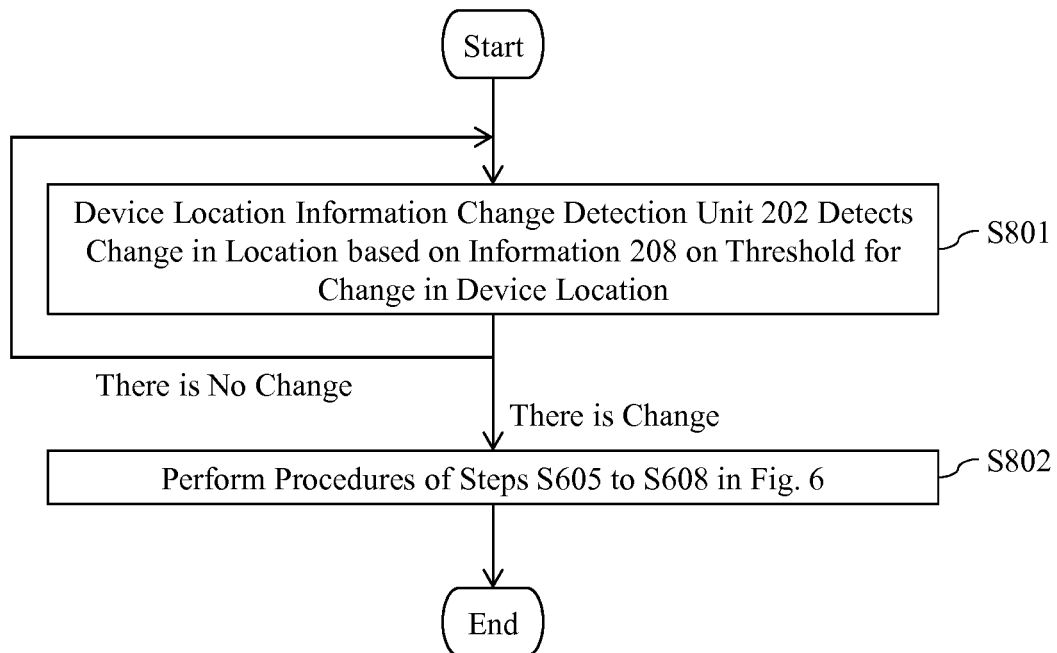 Start
Device Location Information Change Detection Unit 202 Detects
Change in Location based on Information 208 on Threshold for
Change in Device Location
S801
There is No Change
There is Change
Perform Procedures of Steps S605 to S608 in Fig. 6
S802
End